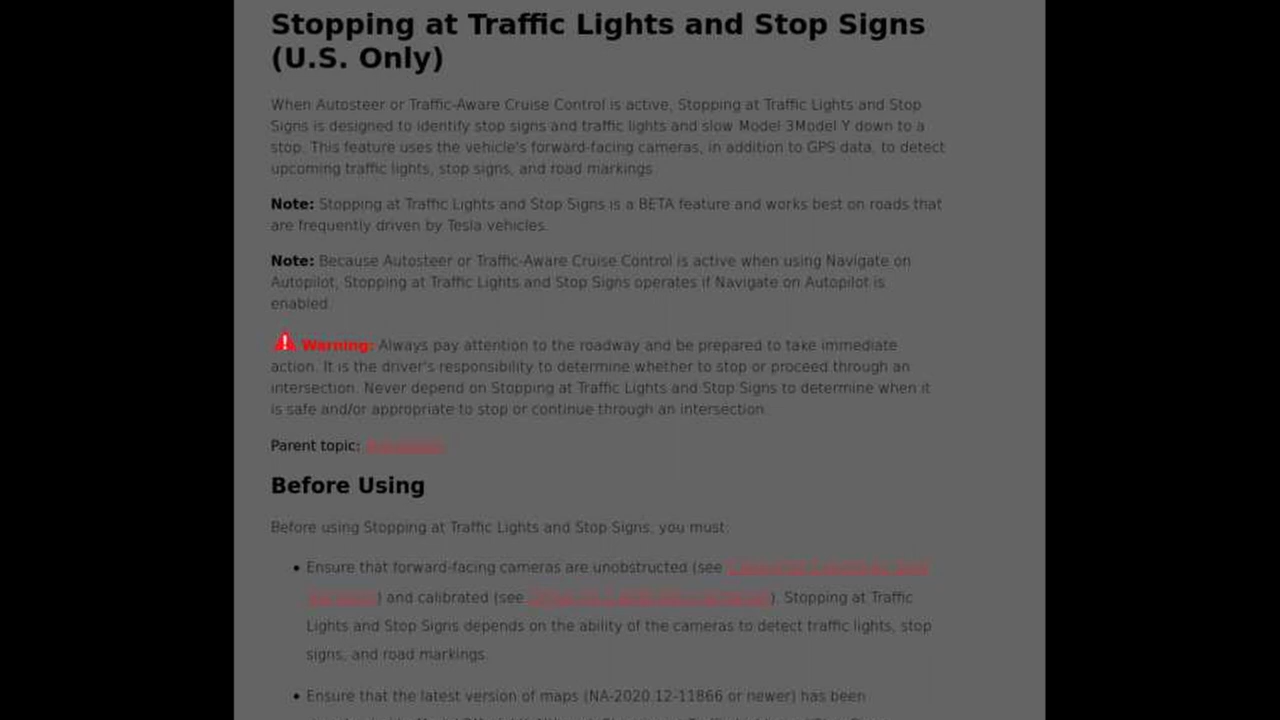 Stopping at Traffic Lights and Stop Signs
(U.S. Only)
When Autosteer or Traffic-Aware Cruise Control is active, Stopping at Traffic Lights and Stop
Signs is designed to identify stop signs and traffic lights and slow Model 3Model Y down to a
stop. This feature uses the vehicle's forward-facing cameras, in addition to GPS data, to detect
upcoming traffic lights, stop signs, and road markings.
Note: Stopping at Traffic Lights and Stop Signs is a BETA feature and works best on roads that
are frequently driven by Tesla vehicles.
Note: Because Autosteer or Traffic-Aware Cruise Control is active when using Navigate on
Autopilot, Stopping at Traffic Lights and Stop Signs operates if Navigate on Autopilot is
enabled.
Warning: Always pay attention to the roadway and be prepared to take immediate
action. It is the driver's responsibility to determine whether to stop or proceed through an
intersection. Never depend on Stopping at Traffic Lights and Stop Signs to determine when it
is safe and/or appropriate to stop or continue through an intersection.
Parent topic:
Before Using
Before using Stopping at Traffic Lights and Stop Signs, you must:
• Ensure that forward-facing cameras are unobstructed (see
) and calibrated (see ). Stopping at Traffic
Lights and Stop Signs depends on the ability of the cameras to detect traffic lights, stop
signs, and road markings.
• Ensure that the latest version of maps (NA-2020.12-11866 or newer) has been